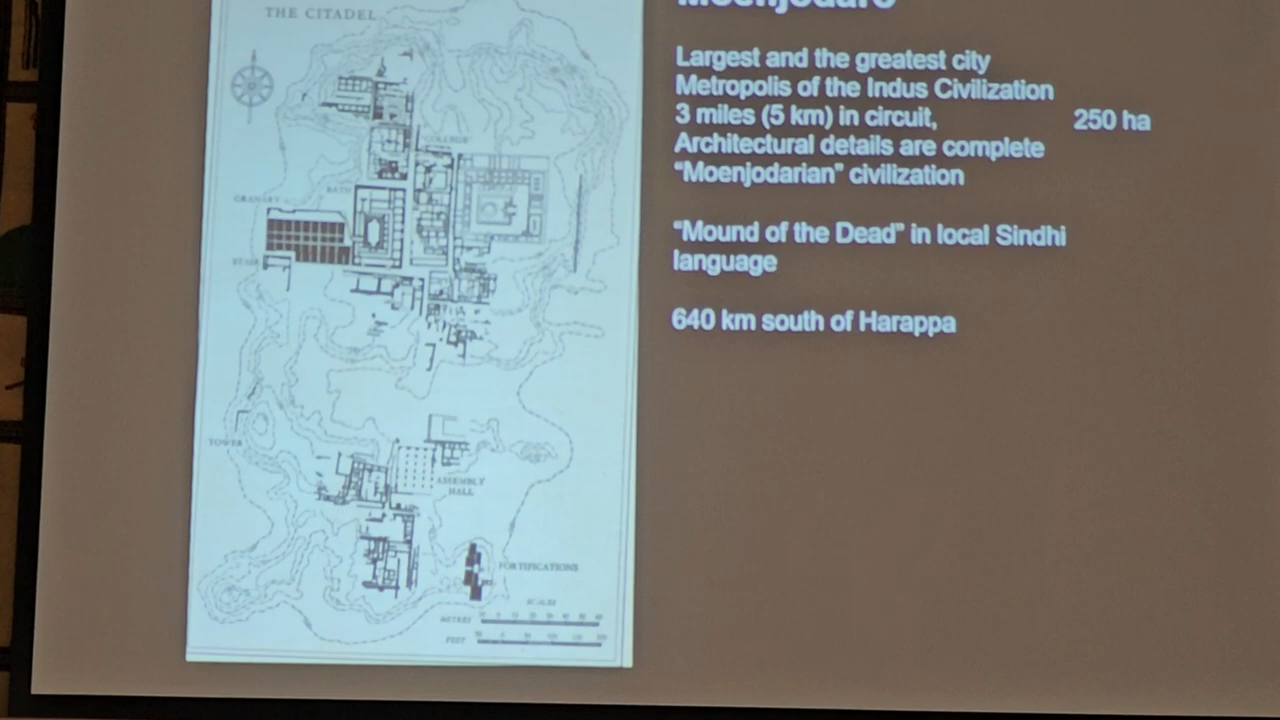 THE CITADEL
COLLEGE
BATH
GRANARY
TOWER
ASSEMBLY
HALL
FORTIFICATIONS
SCALES
METRES
FEET
Moenjodaro
Largest and the greatest city
Metropolis of the Indus Civilization
3 miles (5 km) in circuit, 250 ha
Architectural details are complete
“Moenjodarian” civilization
“Mound of the Dead” in local Sindhi
language
640 km south of Harappa